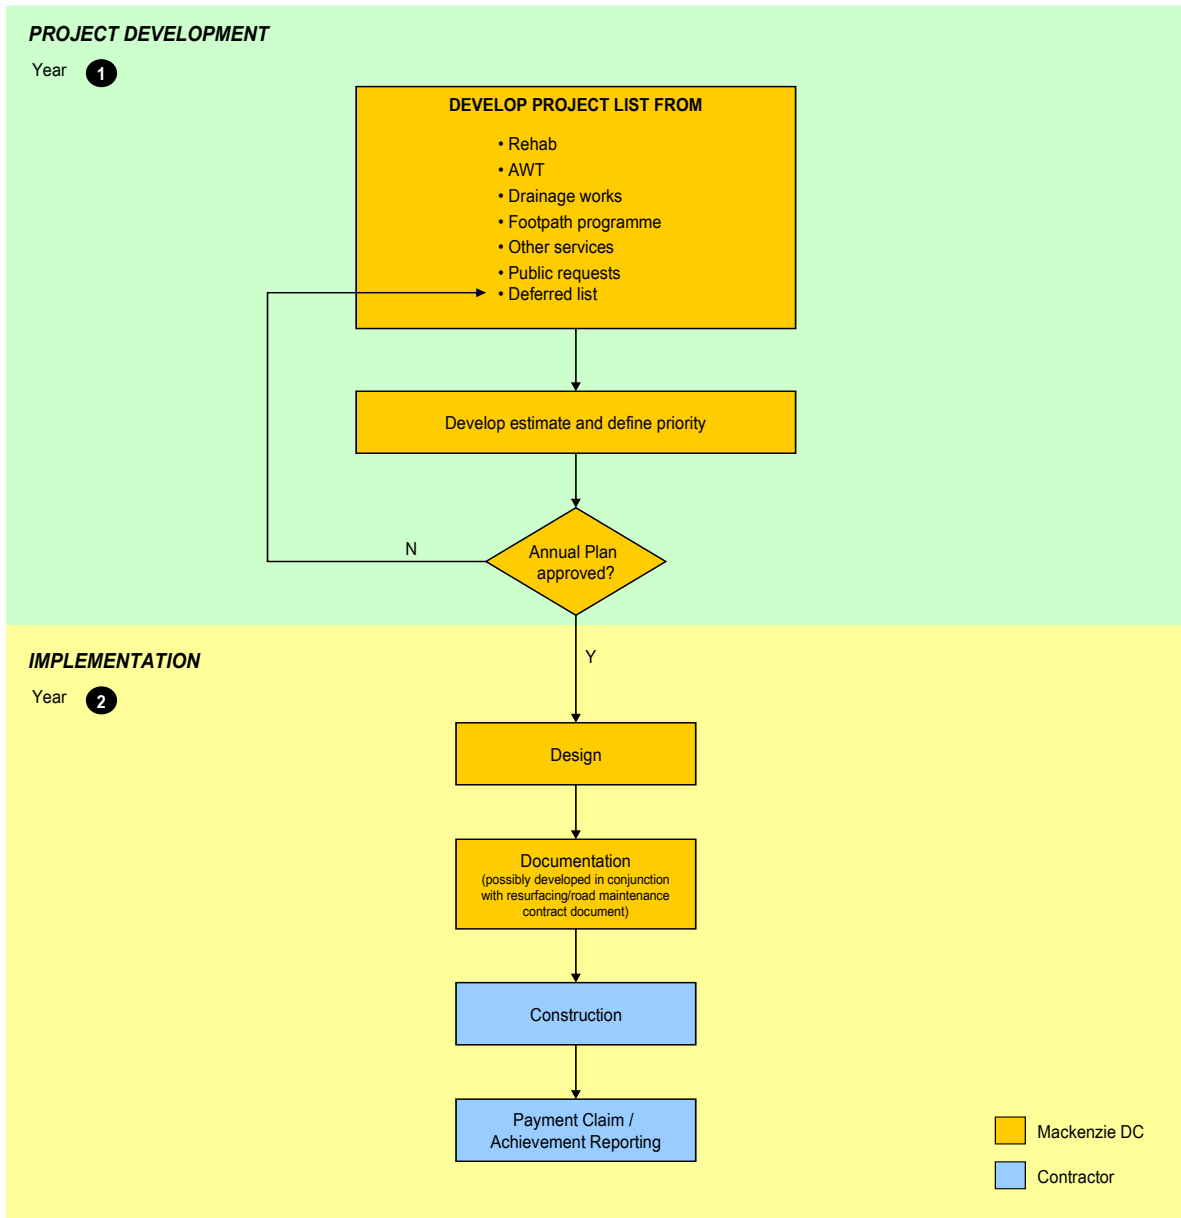 PROJECT DEVELOPMENT
Year 1
DEVELOP PROJECT LIST FROM
• Rehab
• AWT
• Drainage works
• Footpath programme
• Other services
• Public requests
• Deferred list
Develop estimate and define priority
Annual Plan
approved?
N
Y
IMPLEMENTATION
Year 2
Design
Documentation
(possibly developed in conjunction
with resurfacing/road maintenance
contract document)
Construction
Payment Claim /
Achievement Reporting
Mackenzie DC
Contractor